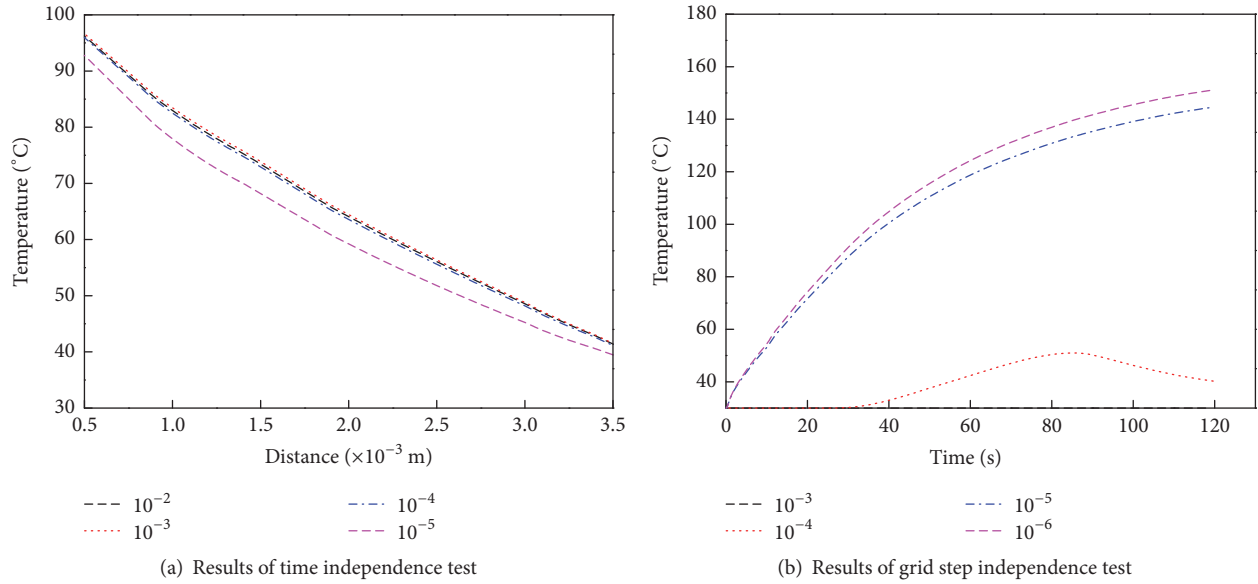 100
90
80
70
60
50
40
30
Temperature (°C)
0.5 1.0 1.5 2.0 2.5 3.0 3.5
Distance (×10⁻³ m)
10⁻² 10⁻⁴
10⁻³ 10⁻⁵
(a) Results of time independence test
180
160
140
120
100
80
60
40
Temperature (°C)
0 20 40 60 80 100 120
Time (s)
10⁻³ 10⁻⁵
10⁻⁴ 10⁻⁶
(b) Results of grid step independence test